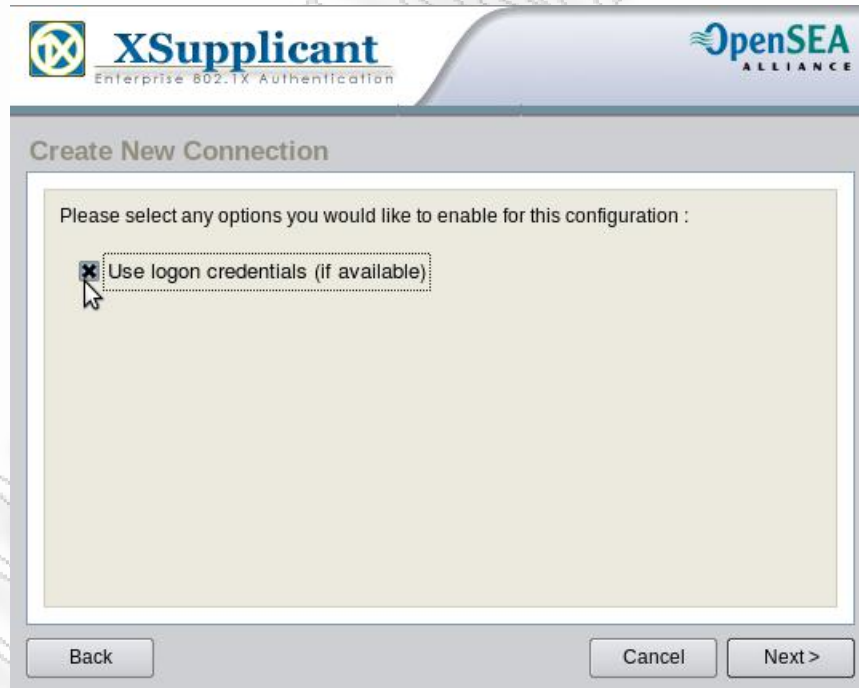 XSupplicant
Enterprise 802.1X Authentication
OpenSEA
ALLIANCE
Create New Connection
Please select any options you would like to enable for this configuration :
Use logon credentials (if available)
Back
Cancel
Next >